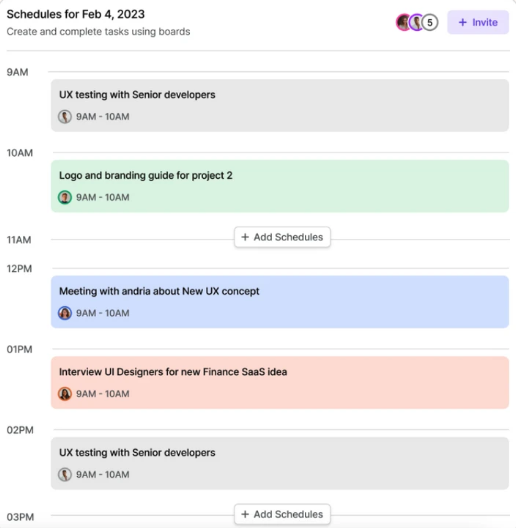 Schedules for Feb 4, 2023
Create and complete tasks using boards
5
+ Invite
9AM
UX testing with Senior developers
9AM - 10AM
10AM
Logo and branding guide for project 2
9AM - 10AM
11AM
+ Add Schedules
12PM
Meeting with andria about New UX concept
9AM - 10AM
01PM
Interview UI Designers for new Finance SaaS idea
9AM - 10AM
02PM
UX testing with Senior developers
9AM - 10AM
03PM
+ Add Schedules